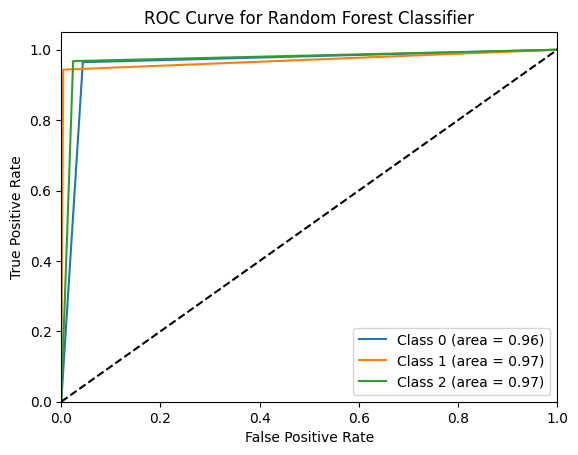 ROC Curve for Random Forest Classifier
True Positive Rate
1.0
0.8
0.6
0.4
0.2
0.0
Class 0 (area = 0.96)
Class 1 (area = 0.97)
Class 2 (area = 0.97)
0.0 0.2 0.4 0.6 0.8 1.0
False Positive Rate